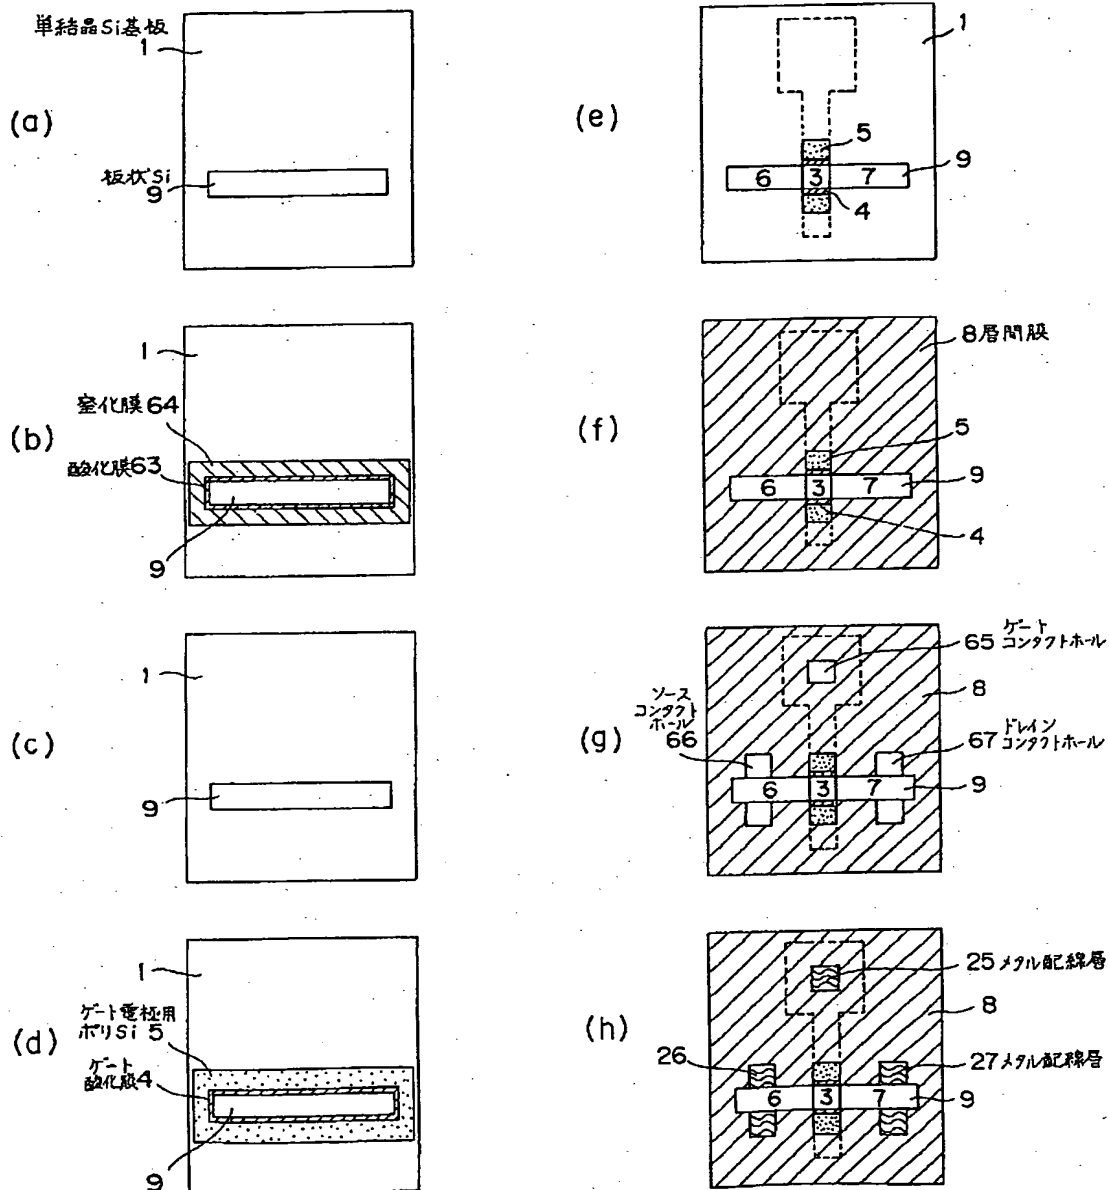 (a)
単結晶Si基板
1
板状Si
9
(b)
1
窒化膜64
酸化膜63
9
(c)
1
9
(d)
1
ゲート電極用
ポリSi 5
ゲート
酸化膜4
9
(e)
1
5
9
6 3 7
4
(f)
8層間膜
5
9
6 3 7
4
(g)
65 ゲート
コンタクトホール
8
ソース
コンタクト
ホール
66
67 ドレイン
コンタクトホール
6 3 7
9
(h)
25 メタル配線層
8
26
27メタル配線層
6 3 7
9